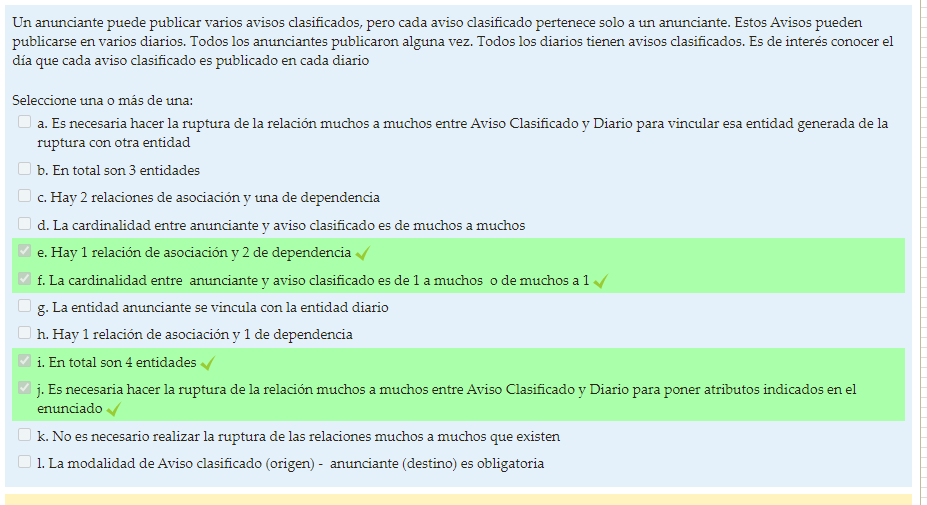 Un anunciante puede publicar varios avisos clasificados, pero cada aviso clasificado pertenece solo a un anunciante. Estos Avisos pueden
publicarse en varios diarios. Todos los anunciantes publicaron alguna vez. Todos los diarios tienen avisos clasificados. Es de interés conocer el
día que cada aviso clasificado es publicado en cada diario
Seleccione una o más de una:
a. Es necesaria hacer la ruptura de la relación muchos a muchos entre Aviso Clasificado y Diario para vincular esa entidad generada de la
ruptura con otra entidad
b. En total son 3 entidades
c. Hay 2 relaciones de asociación y una de dependencia
d. La cardinalidad entre anunciante y aviso clasificado es de muchos a muchos
e. Hay 1 relación de asociación y 2 de dependencia
f. La cardinalidad entre anunciante y aviso clasificado es de 1 a muchos o de muchos a 1
g. La entidad anunciante se vincula con la entidad diario
h. Hay 1 relación de asociación y 1 de dependencia
i. En total son 4 entidades
j. Es necesaria hacer la ruptura de la relación muchos a muchos entre Aviso Clasificado y Diario para poner atributos indicados en el
enunciado
k. No es necesario realizar la ruptura de las relaciones muchos a muchos que existen
l. La modalidad de Aviso clasificado (origen) - anunciante (destino) es obligatoria